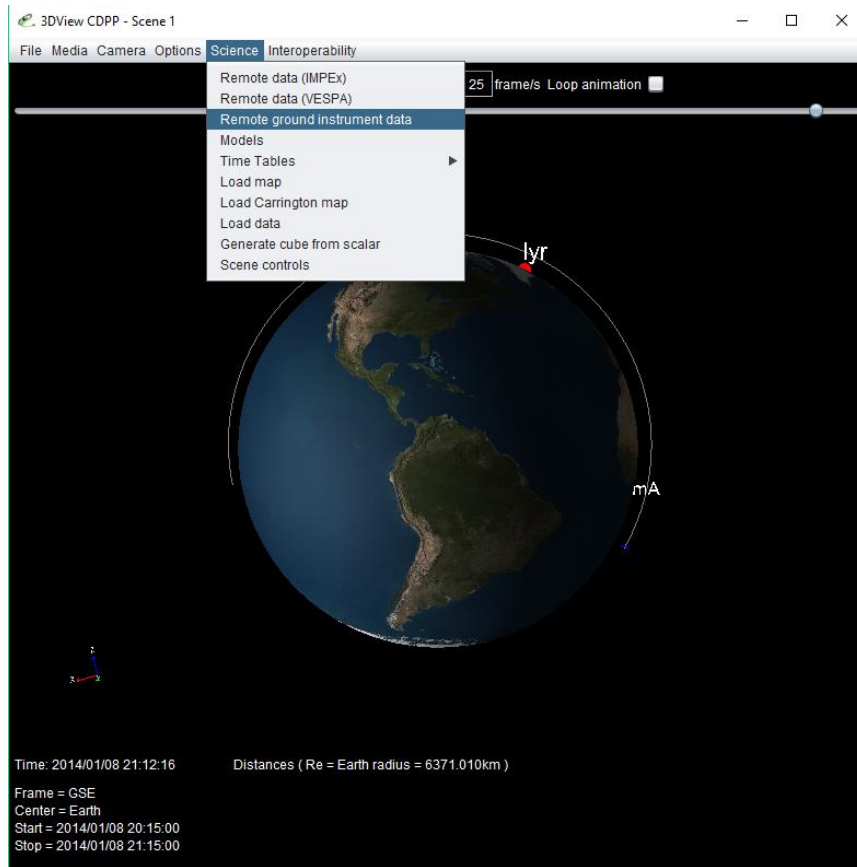 3DView CDPP - Scene 1
File Media Camera Options Science Interoperability
25 frame/s Loop animation
Remote data (IMPEx)
Remote data (VESPA)
Remote ground instrument data
Models
Time Tables
Load map
Load Carrington map
Load data
Generate cube from scalar
Scene controls
lyr
mA
Time: 2014/01/08 21:12:16 Distances ( Re = Earth radius = 6371.010km )
Frame = GSE
Center = Earth
Start = 2014/01/08 20:15:00
Stop = 2014/01/08 21:15:00